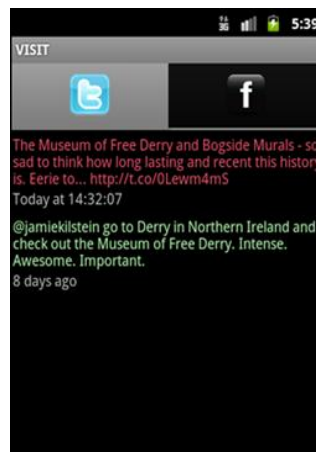 3G 5:39
VISIT
The Museum of Free Derry and Bogside Murals - so
sad to think how long lasting and recent this history
is. Eerie to... http://t.co/0Lewm4mS
Today at 14:32:07
@jamiekilstein go to Derry in Northern Ireland and
check out the Museum of Free Derry. Intense.
Awesome. Important.
8 days ago